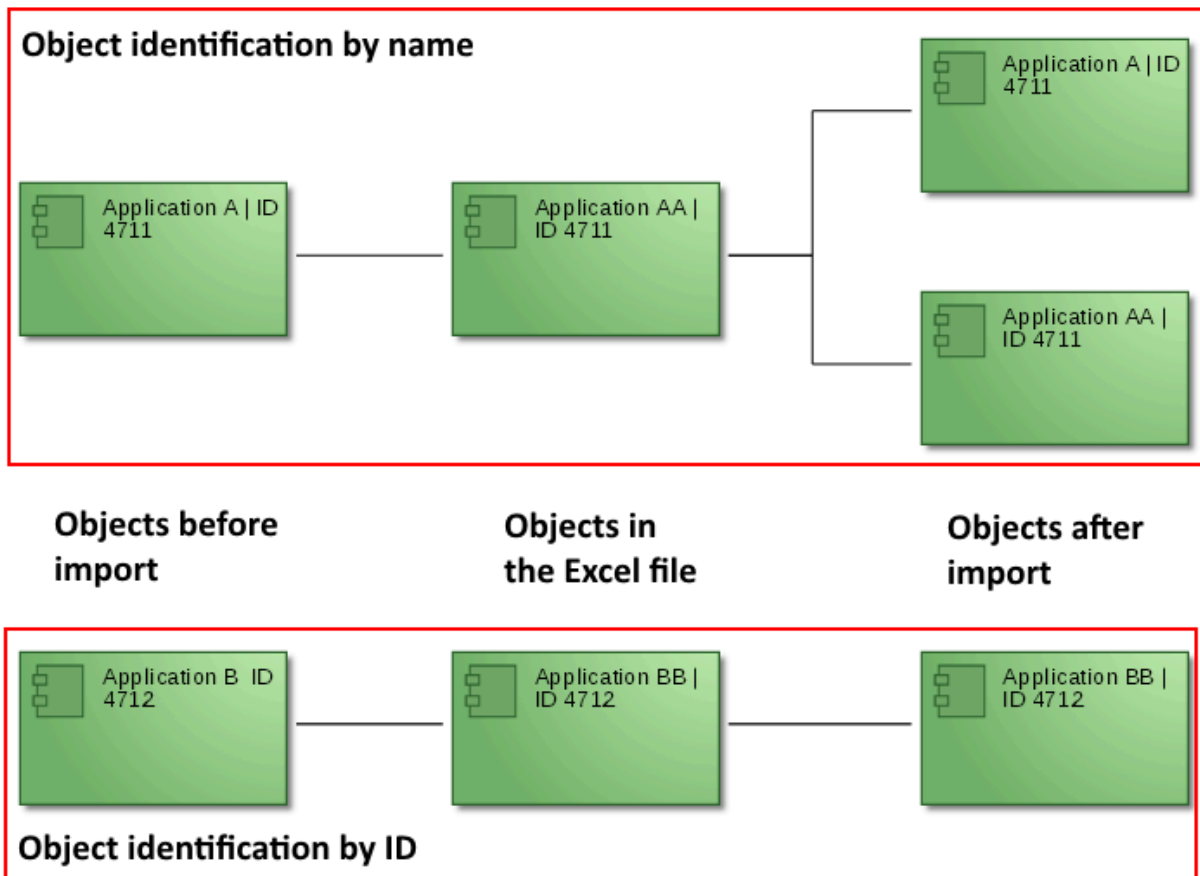 Object identification by name
Application A | ID
4711
Application A | ID
4711
Application AA |
ID 4711
Application AA |
ID 4711
Objects before
import
Objects in
the Excel file
Objects after
import
Application B  ID
4712
Application BB |
ID 4712
Application BB |
ID 4712
Object identification by ID